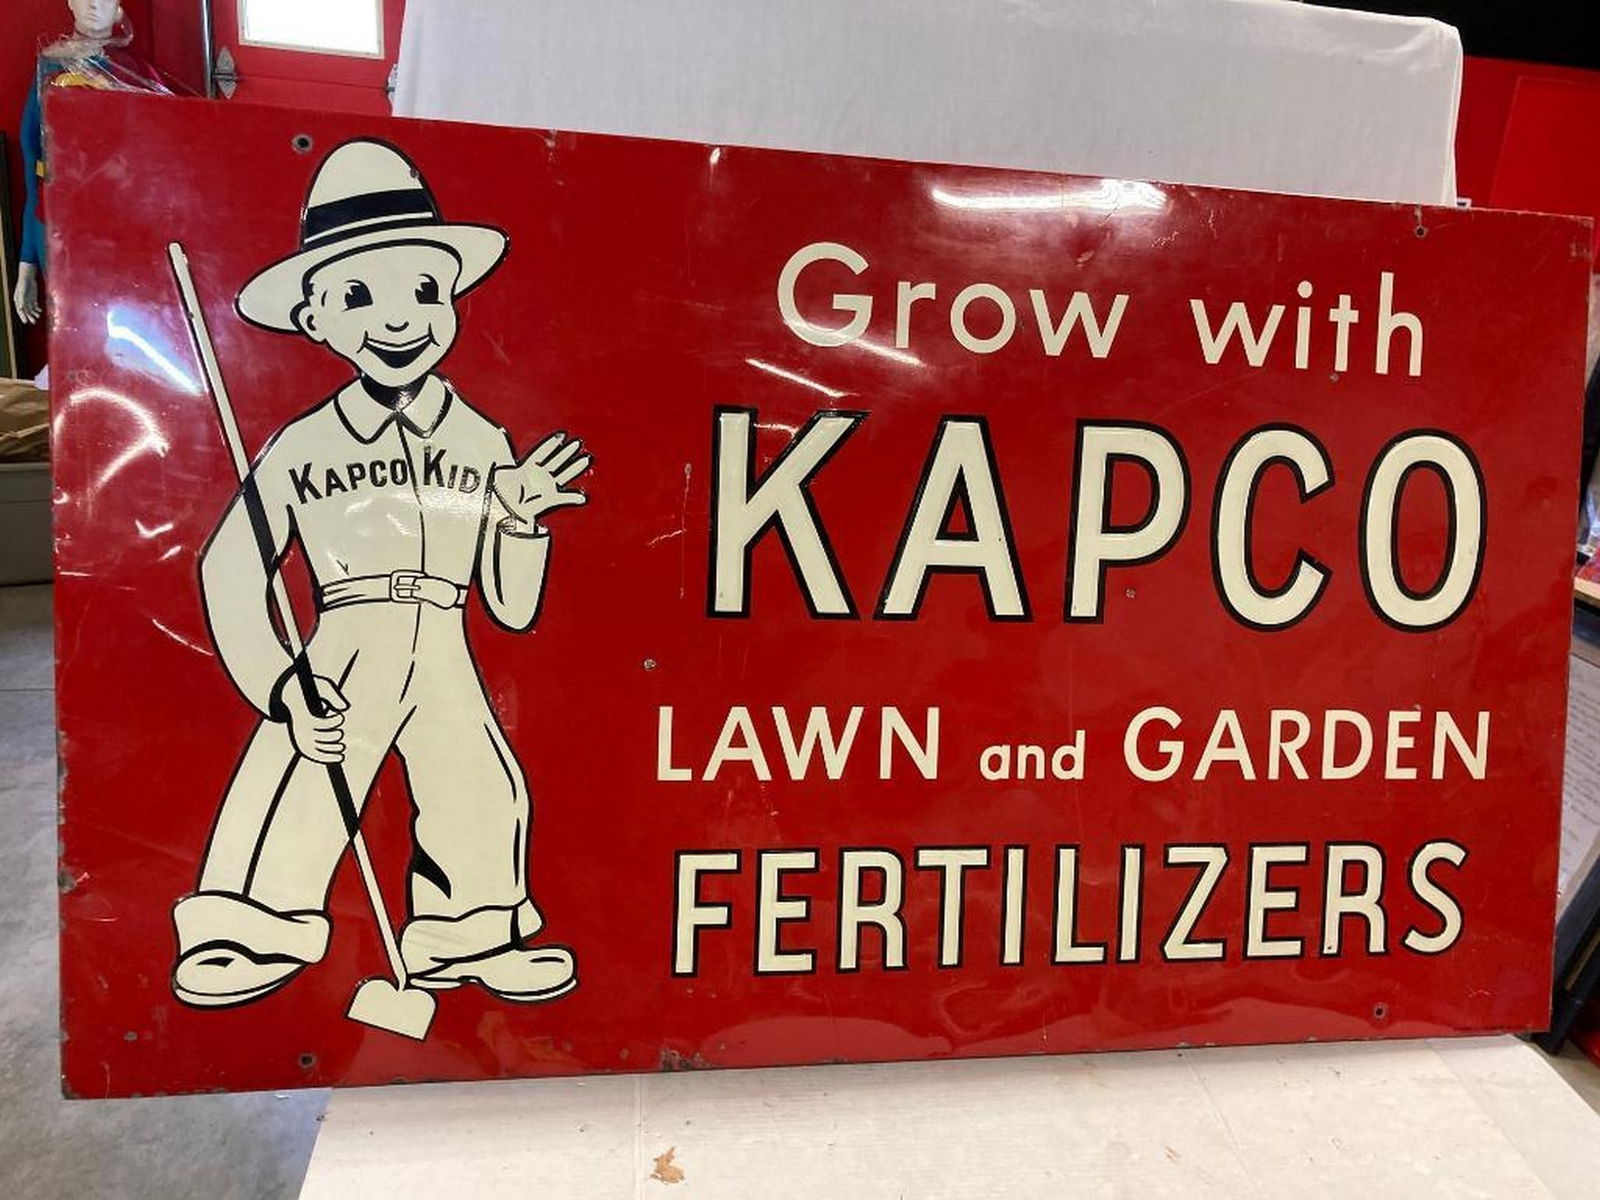 KAPCO KID
Grow with
KAPCO
LAWN and GARDEN
FERTILIZERS